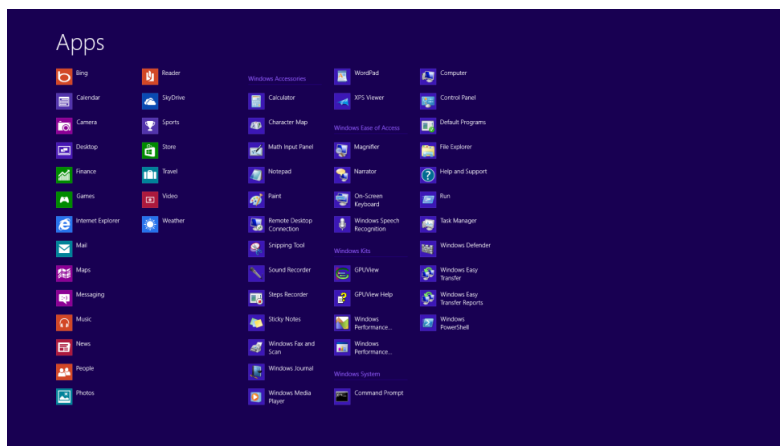 Apps
Bing
Calendar
Camera
Desktop
Finance
Games
Internet Explorer
Mail
Maps
Messaging
Music
News
People
Photos
Reader
SkyDrive
Sports
Store
Travel
Video
Weather
Windows Accessories
Calculator
Character Map
Math Input Panel
Notepad
Paint
Remote Desktop
Connection
Snipping Tool
Sound Recorder
Steps Recorder
Sticky Notes
Windows Fax and
Scan
Windows Journal
Windows Media
Player
WordPad
XPS Viewer
Windows Ease of Access
Magnifier
Narrator
On-Screen
Keyboard
Windows Speech
Recognition
Windows Kits
GPUView
GPUView Help
Windows
Performance...
Windows
Performance...
Windows System
Command Prompt
Computer
Control Panel
Default Programs
File Explorer
Help and Support
Run
Task Manager
Windows Defender
Windows Easy
Transfer
Windows Easy
Transfer Reports
Windows
PowerShell